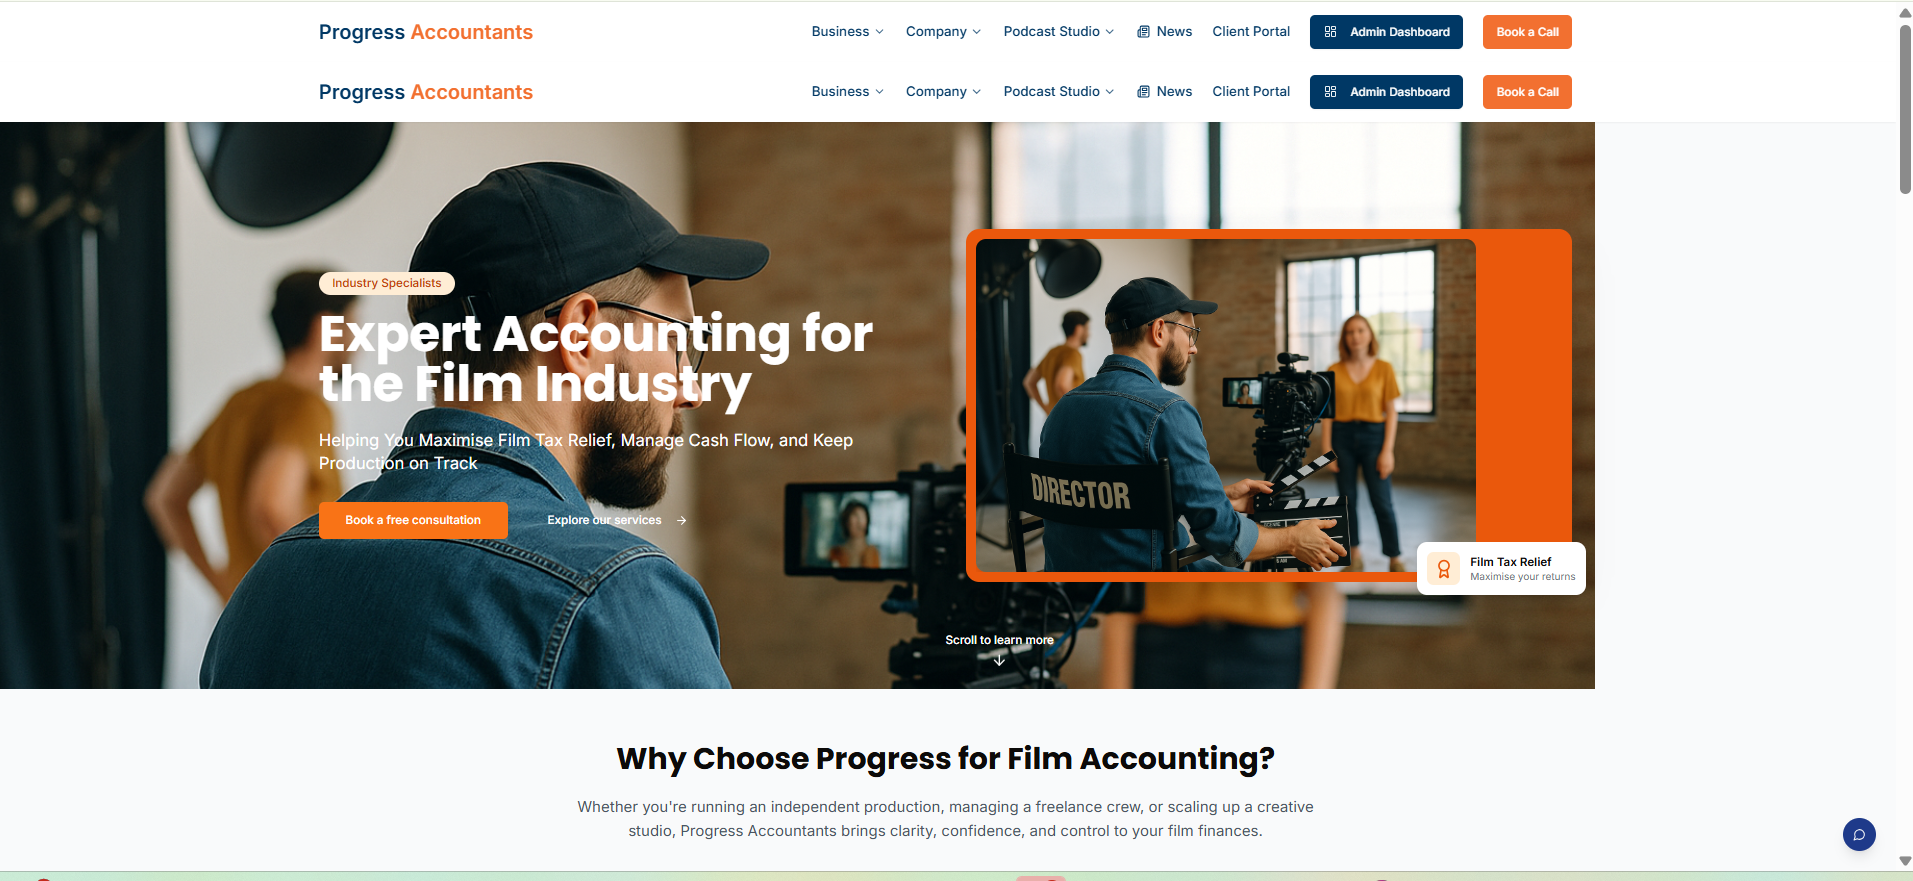 Progress Accountants
Business
Company
Podcast Studio
News
Client Portal
Admin Dashboard
Book a Call
Progress Accountants
Business
Company
Podcast Studio
News
Client Portal
Admin Dashboard
Book a Call
Industry Specialists
Expert Accounting for
the Film Industry
Helping You Maximise Film Tax Relief, Manage Cash Flow, and Keep
Production on Track
Book a free consultation
Explore our services
DIRECTOR
Film Tax Relief
Maximise your returns
Scroll to learn more
Why Choose Progress for Film Accounting?
Whether you're running an independent production, managing a freelance crew, or scaling up a creative
studio, Progress Accountants brings clarity, confidence, and control to your film finances.